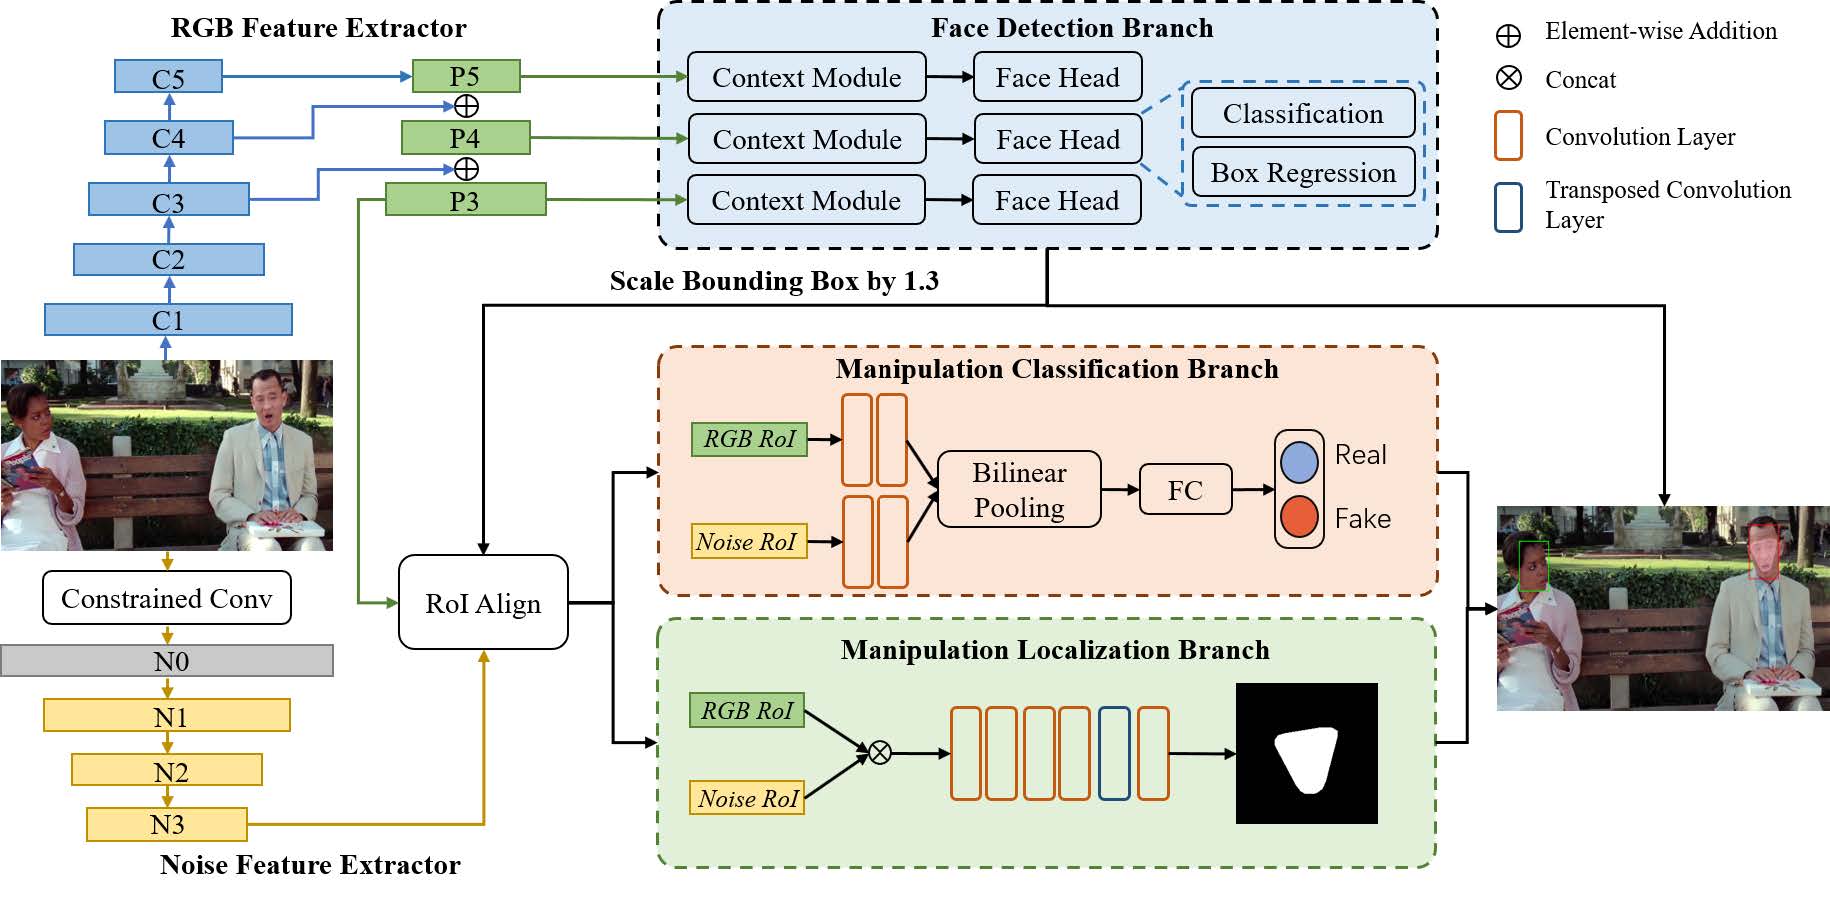 RGB Feature Extractor
C5
C4
C3
C2
C1
P5
P4
P3
Face Detection Branch
Context Module
Face Head
Context Module
Face Head
Context Module
Face Head
Classification
Box Regression
Element-wise Addition
Concat
Convolution Layer
Transposed Convolution
Layer
Scale Bounding Box by 1.3
Constrained Conv
N0
N1
N2
N3
Noise Feature Extractor
RoI Align
Manipulation Classification Branch
RGB RoI
Noise RoI
Bilinear
Pooling
FC
Real
Fake
Manipulation Localization Branch
RGB RoI
Noise RoI